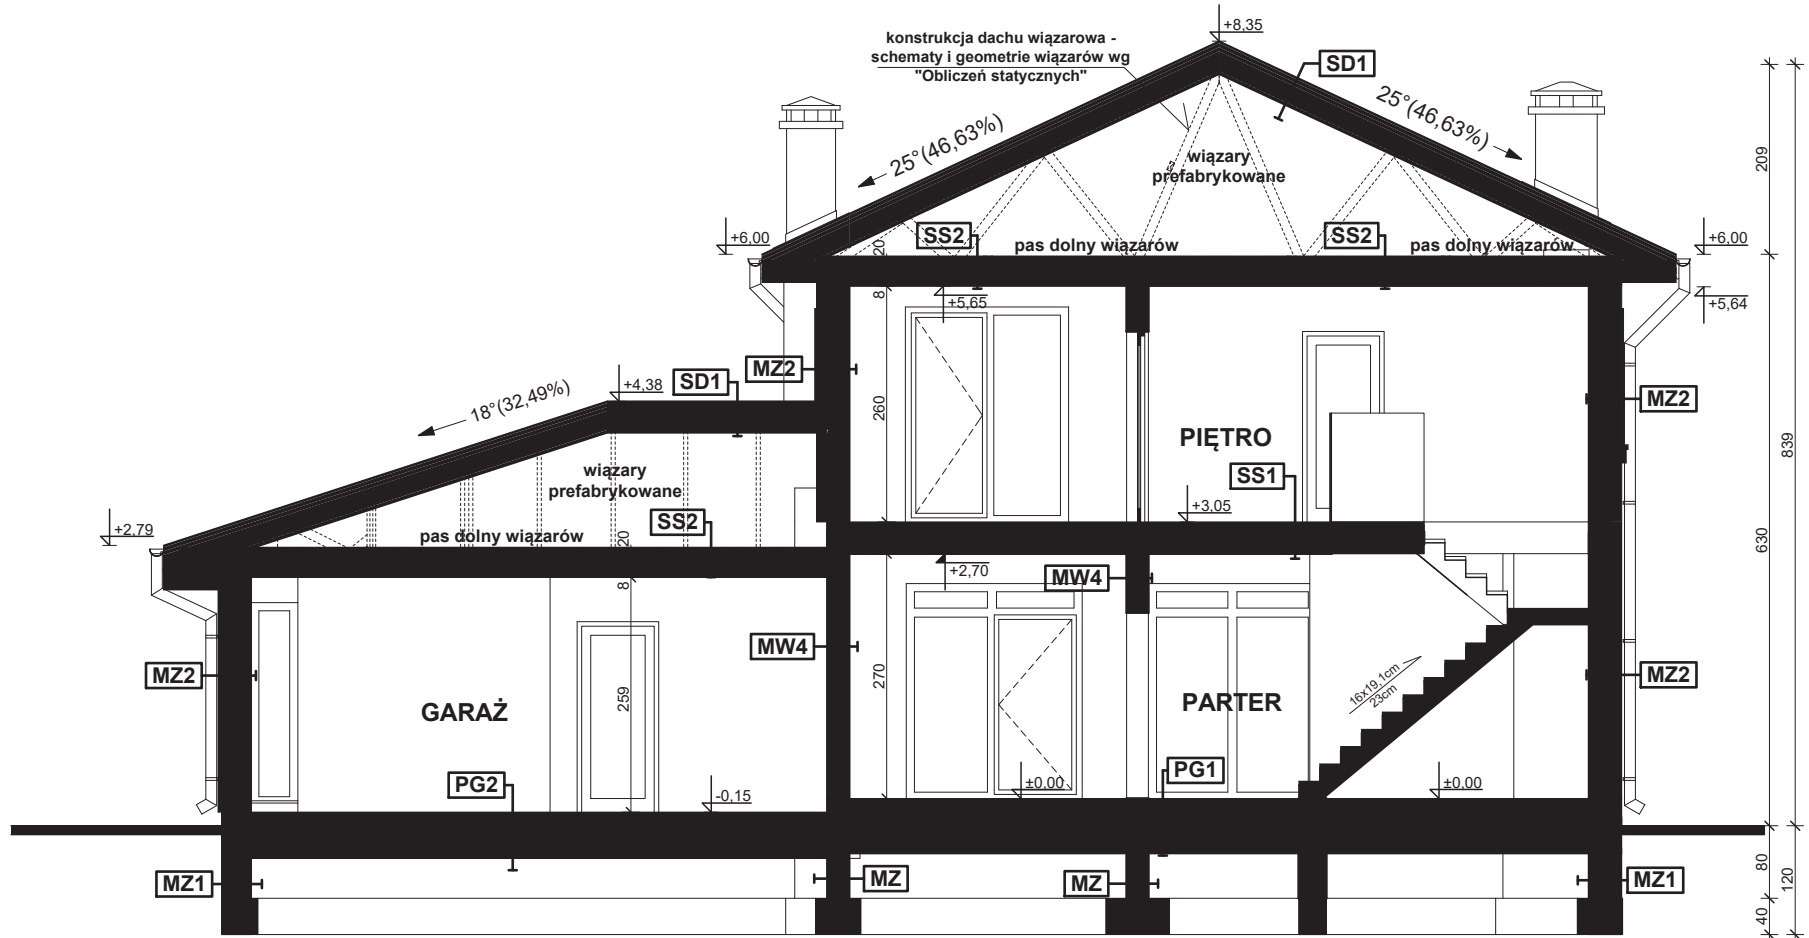 +8,35
konstrukcja dachu wiązarowa -
schematy i geometrie wiązarów wg
"Obliczeń statycznych"
SD1
25°(46,63%)
25°(46,63%)
209
wiązary
prefabrykowane
+6,00
20
SS2
pas dolny wiązarów
SS2
pas dolny wiązarów
+6,00
8
+5,65
+5,64
MZ2
SD1
+4,38
18°(32,49%)
260
MZ2
PIĘTRO
839
wiązary
prefabrykowane
SS1
+3,05
SS2
+2,79
pas dolny wiązarów
20
630
+2,70
MW4
8
MW4
MZ2
270
MZ2
259
16x19,1cm
23cm
GARAŻ
PARTER
PG2
PG1
-0,15
±0,00
±0,00
80
MZ1
MZ
MZ
MZ1
120
40